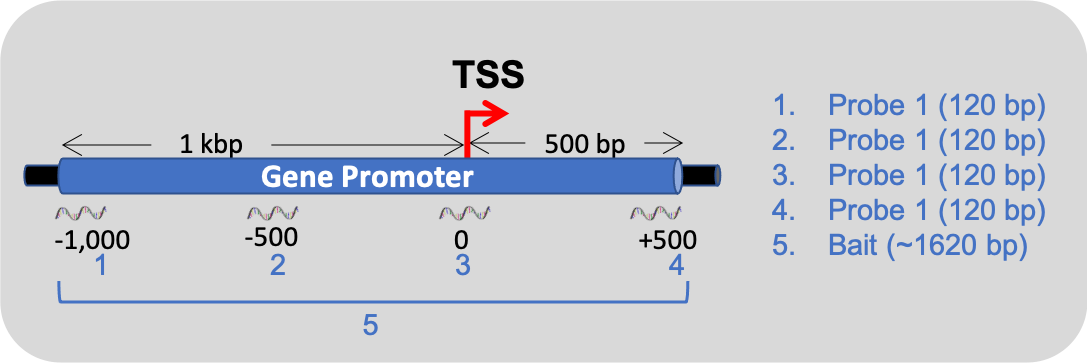 TSS
1 kbp
500 bp
Gene Promoter
-1,000
-500
0
+500
1
2
3
4
5
1. Probe 1 (120 bp)
2. Probe 1 (120 bp)
3. Probe 1 (120 bp)
4. Probe 1 (120 bp)
5. Bait (~1620 bp)